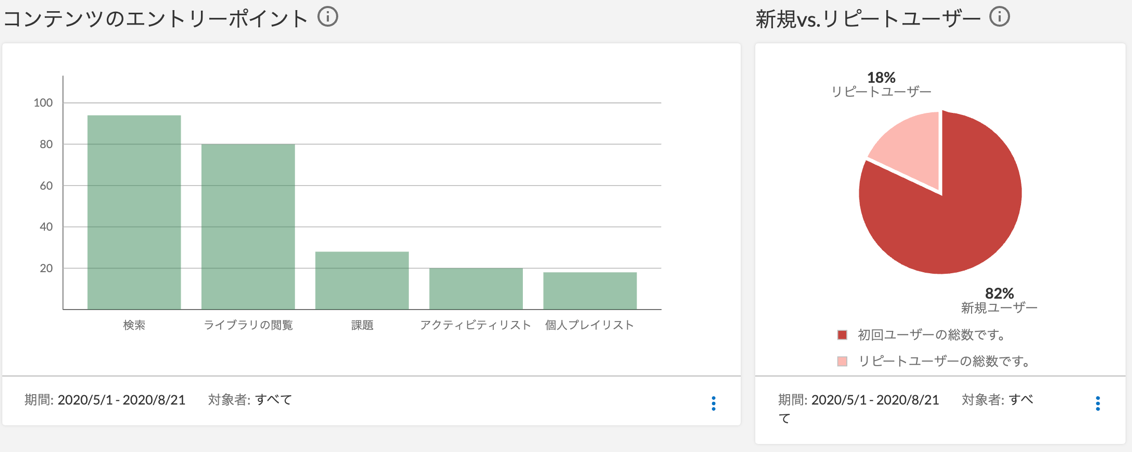 コンテンツのエントリーポイント
100
80
60
40
20
検索 ライブラリの閲覧 課題 アクティビティリスト 個人プレイリスト
期間: 2020/5/1 - 2020/8/21 対象者: すべて
新規vs.リピートユーザー
18%
リピートユーザー
82%
新規ユーザー
初回ユーザーの総数です。
リピートユーザーの総数です。
期間: 2020/5/1 - 2020/8/21 対象者: すべ
て